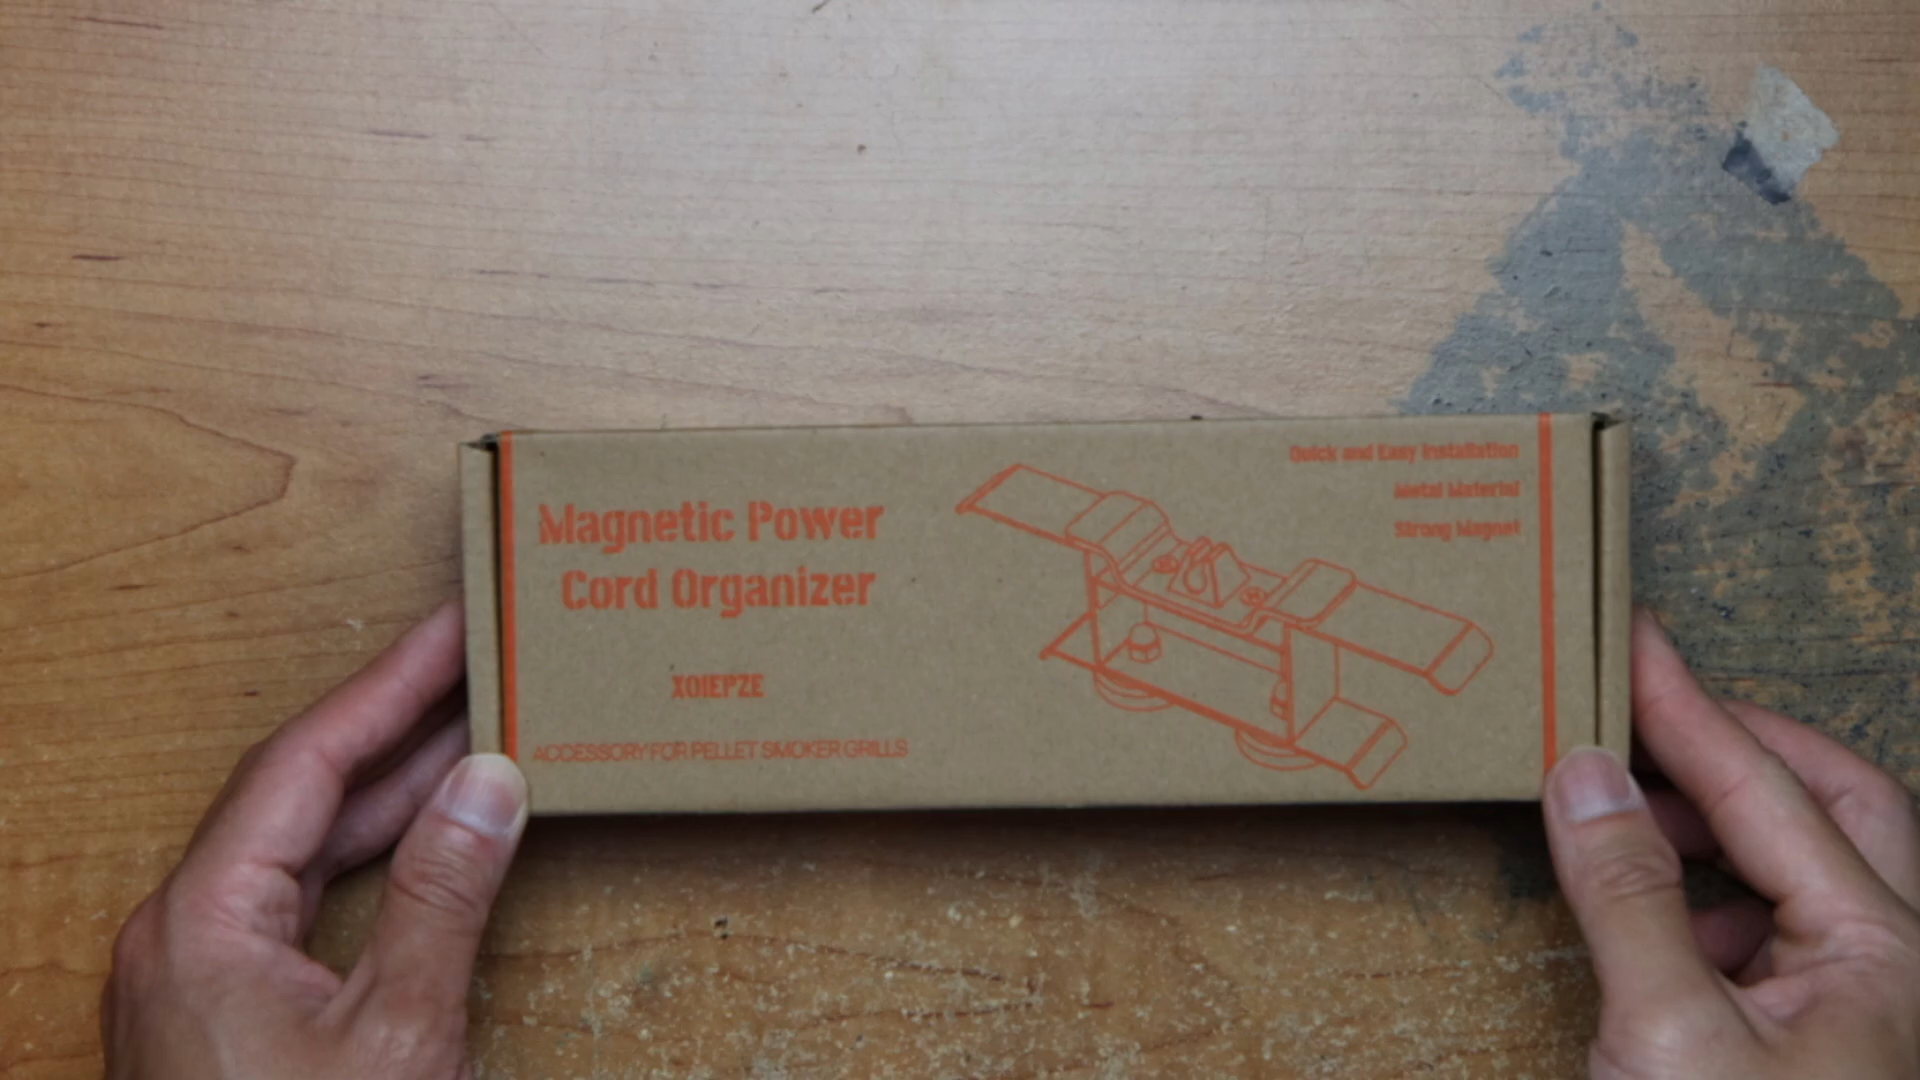 Magnetic Power
Cord Organizer
XOIEPZE
ACCESSORY FOR PELLET SMOKER GRILLS
Quick and Easy Installation
Metal Material
Strong Magnet